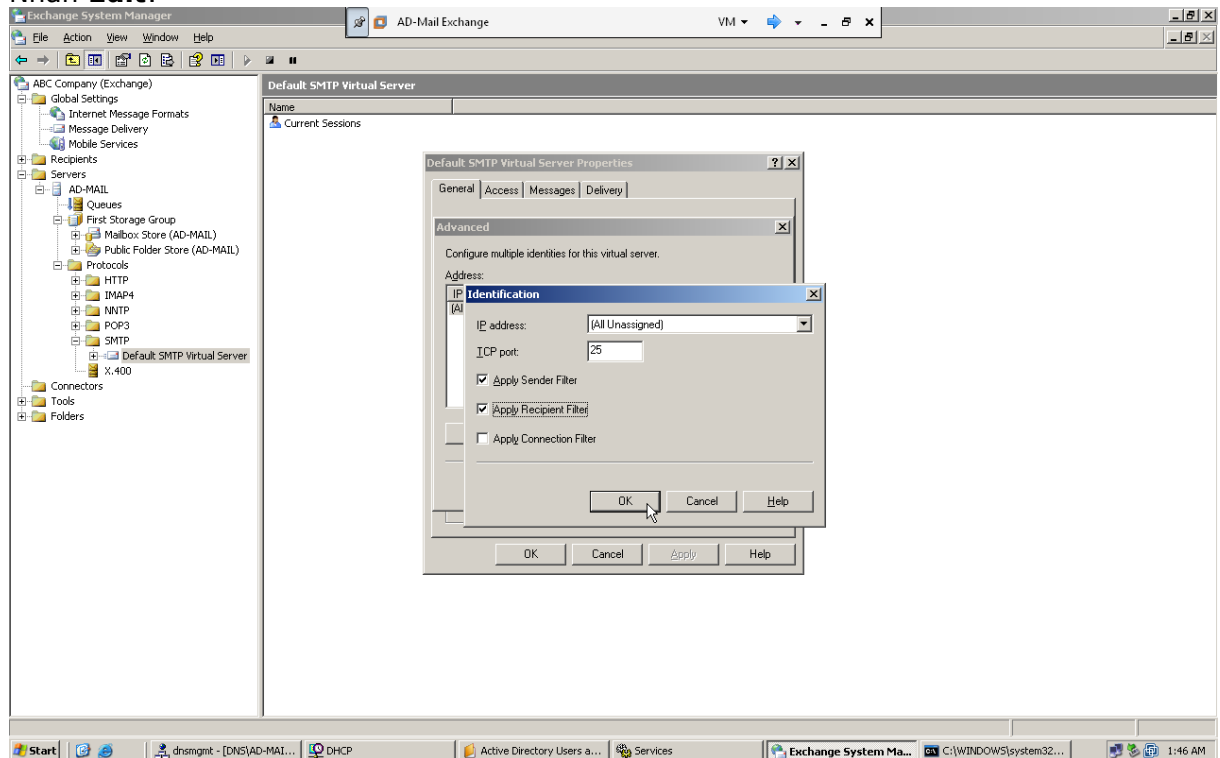 Nhấn Edit.
Exchange System Manager
AD-Mail Exchange
VM
File Action View Window Help
ABC Company (Exchange)
Global Settings
Internet Message Formats
Message Delivery
Mobile Services
Recipients
Servers
AD-MAIL
Queues
First Storage Group
Mailbox Store (AD-MAIL)
Public Folder Store (AD-MAIL)
Protocols
HTTP
IMAP4
NNTP
POP3
SMTP
Default SMTP Virtual Server
X.400
Connectors
Tools
Folders
Default SMTP Virtual Server
Name
Current Sessions
Default SMTP Virtual Server Properties
General Access Messages Delivery
Advanced
Configure multiple identities for this virtual server.
Address:
IP
(Al
Identification
IP address: (All Unassigned)
TCP port: 25
Apply Sender Filter
Apply Recipient Filter
Apply Connection Filter
OK Cancel Help
OK Cancel Apply Help
Start dnsmgmt - [DNS\AD-MAI... DHCP Active Directory Users a... Services Exchange System Ma... C:\WINDOWS\system32... 1:46 AM